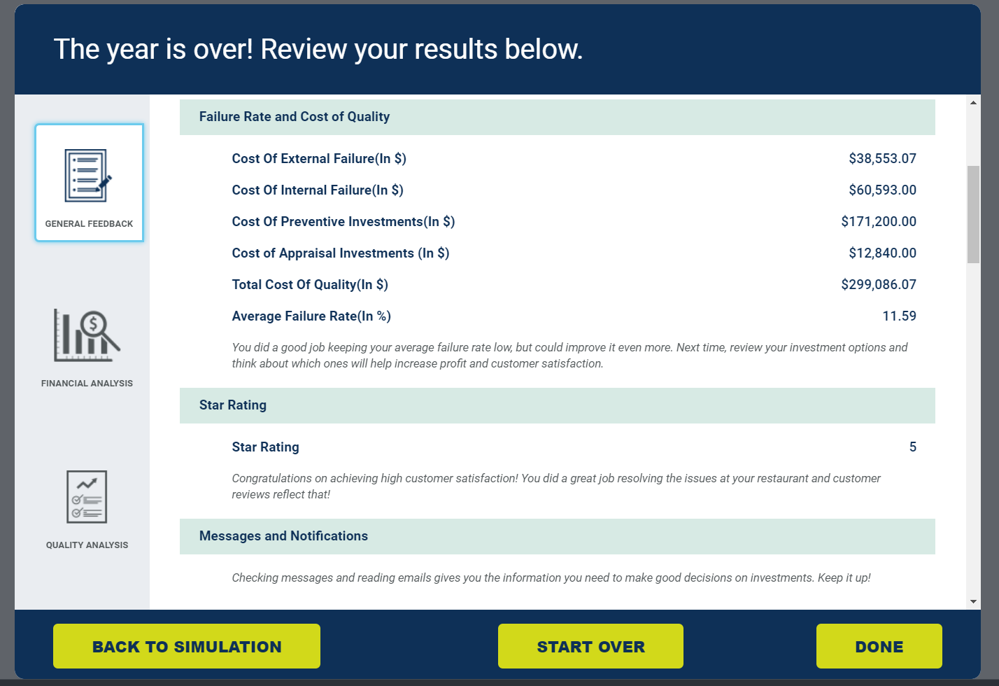 The year is over! Review your results below.
GENERAL FEEDBACK
FINANCIAL ANALYSIS
QUALITY ANALYSIS
Failure Rate and Cost of Quality
Cost Of External Failure(In $) $38,553.07
Cost Of Internal Failure(In $) $60,593.00
Cost Of Preventive Investments(In $) $171,200.00
Cost of Appraisal Investments (In $) $12,840.00
Total Cost Of Quality(In $) $299,086.07
Average Failure Rate(In %) 11.59
You did a good job keeping your average failure rate low, but could improve it even more. Next time, review your investment options and
think about which ones will help increase profit and customer satisfaction.
Star Rating
Star Rating 5
Congratulations on achieving high customer satisfaction! You did a great job resolving the issues at your restaurant and customer
reviews reflect that!
Messages and Notifications
Checking messages and reading emails gives you the information you need to make good decisions on investments. Keep it up!
BACK TO SIMULATION START OVER DONE